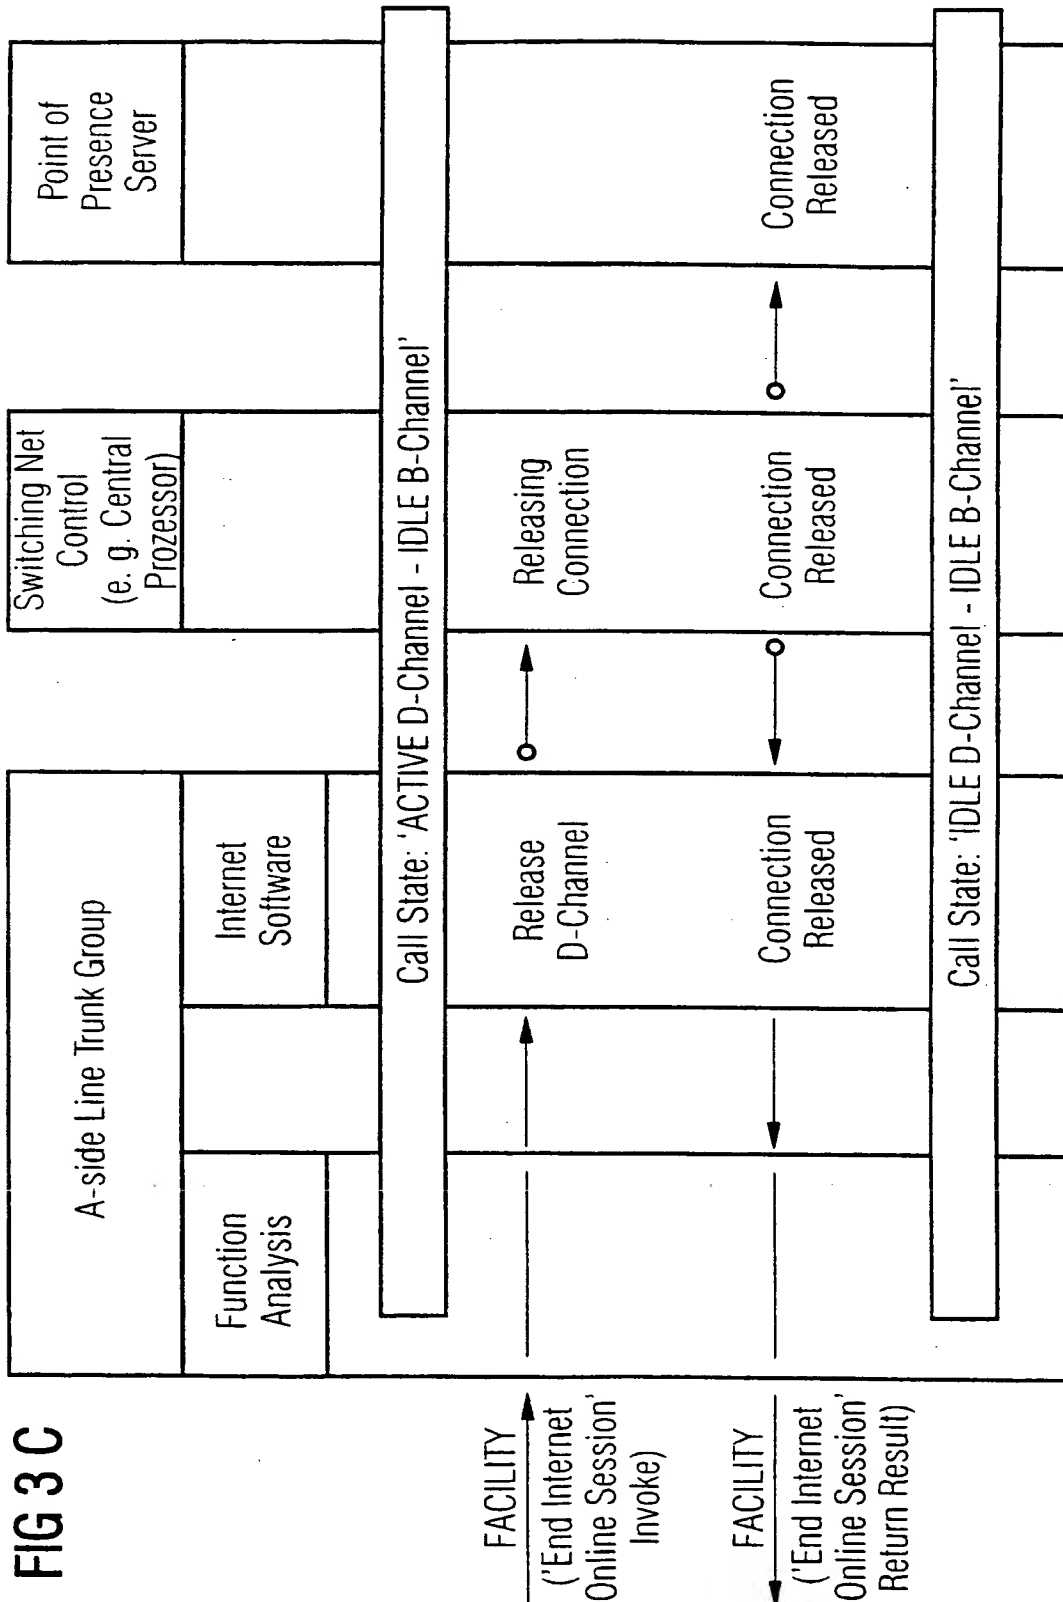 FIG 3 C
A-side Line Trunk Group
Switching Net
Control
(e. g. Central
Prozessor)
Point of
Presence
Server
Function
Analysis
Internet
Software
Call State: 'ACTIVE D-Channel - IDLE B-Channel'
FACILITY
('End Internet
Online Session'
Invoke)
Release
D-Channel
Releasing
Connection
FACILITY
('End Internet
Online Session'
Return Result)
Connection
Released
Connection
Released
Connection
Released
Call State: 'IDLE D-Channel - IDLE B-Channel'